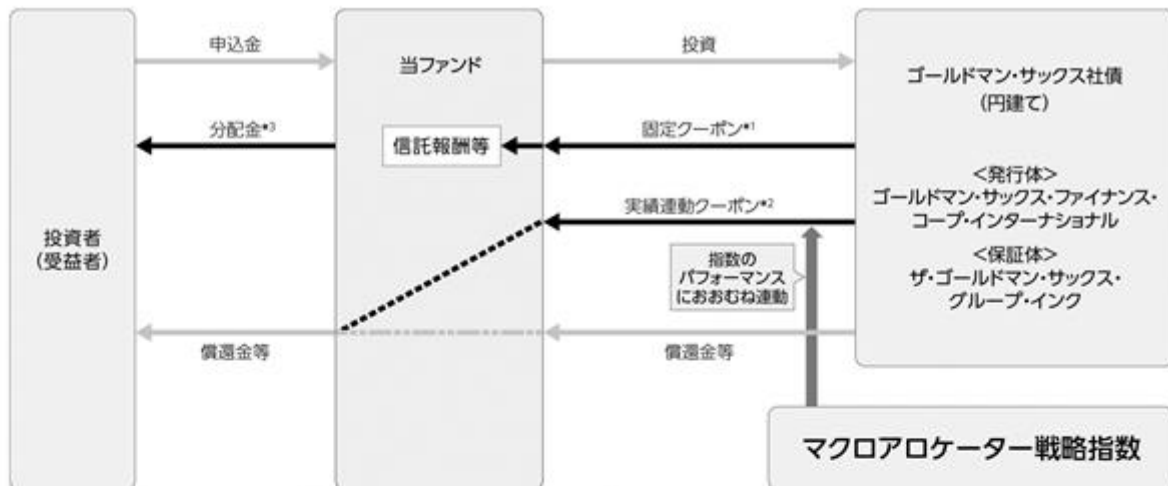 申込金
投資
当ファンド
ゴールドマン・サックス社債
(円建て)
分配金*3
信託報酬等
固定クーポン*1
<発行体>
ゴールドマン・サックス・ファイナンス・
コープ・インターナショナル
実績連動クーポン*2
投資者
(受益者)
指数の
パフォーマンス
におおむね連動
<保証体>
ザ・ゴールドマン・サックス・
グループ・インク
償還金等
償還金等
マクロアロケーター戦略指数